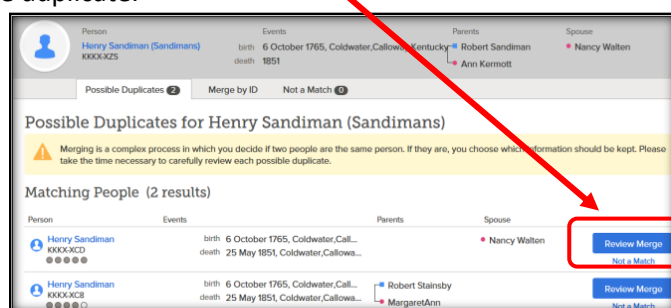 duplicate.
Person Events Parents Spouse
Henry Sandiman (Sandimans) birth 6 October 1765, Coldwater,Calloway,Kentucky Robert Sandiman Nancy Walten
KKKX-XZS death 1851 Ann Kermott
Possible Duplicates 2 Merge by ID Not a Match 0
Possible Duplicates for Henry Sandiman (Sandimans)
Merging is a complex process in which you decide if two people are the same person. If they are, you choose which information should be kept. Please
take the time necessary to carefully review each possible duplicate.
Matching People (2 results)
Person Events Parents Spouse
Henry Sandiman birth 6 October 1765, Coldwater,Call... Nancy Walten Review Merge
KKKX-XCD death 25 May 1851, Coldwater,Callowa... Not a Match
Henry Sandiman birth 6 October 1765, Coldwater,Call... Robert Stainsby Review Merge
KKKX-XC8 death 25 May 1851, Coldwater,Callowa... MargaretAnn Not a Match